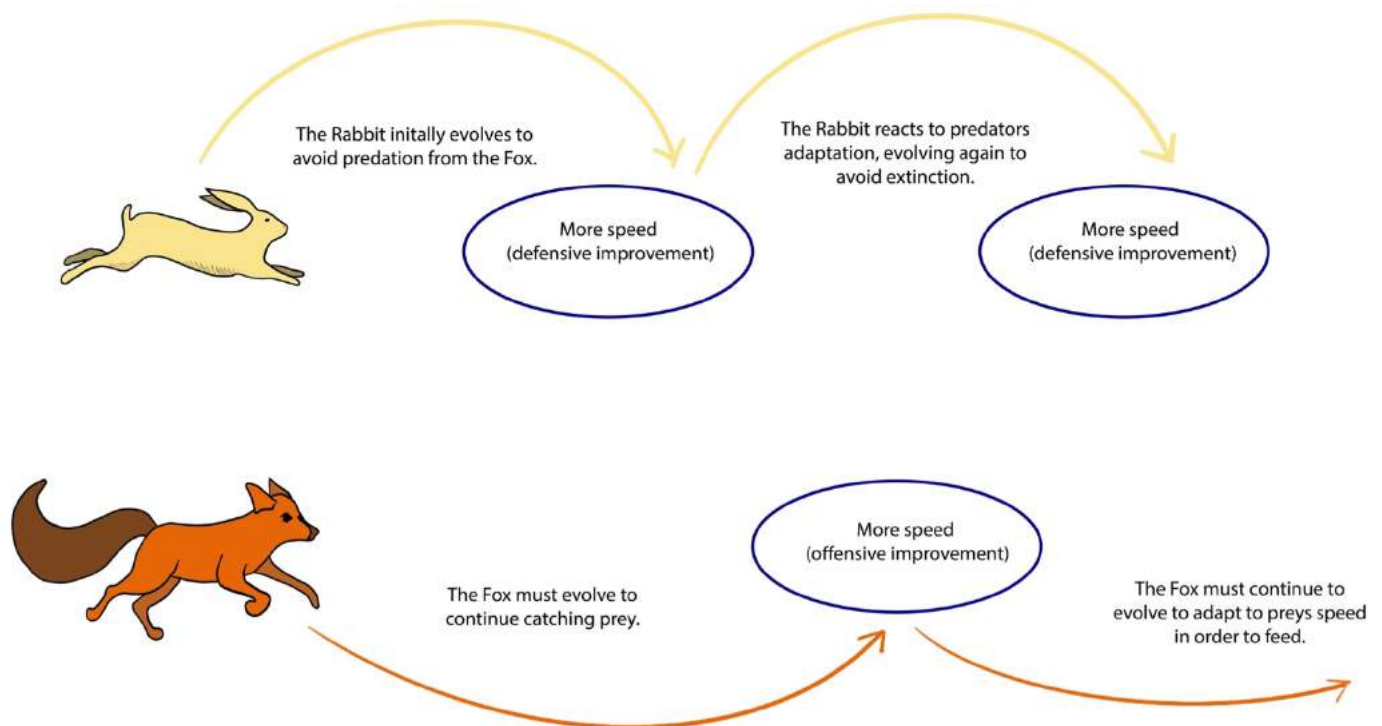 The Rabbit initally evolves to
avoid predation from the Fox.
The Rabbit reacts to predators
adaptation, evolving again to
avoid extinction.
More speed
(defensive improvement)
More speed
(defensive improvement)
More speed
(offensive improvement)
The Fox must evolve to
continue catching prey.
The Fox must continue to
evolve to adapt to preys speed
in order to feed.